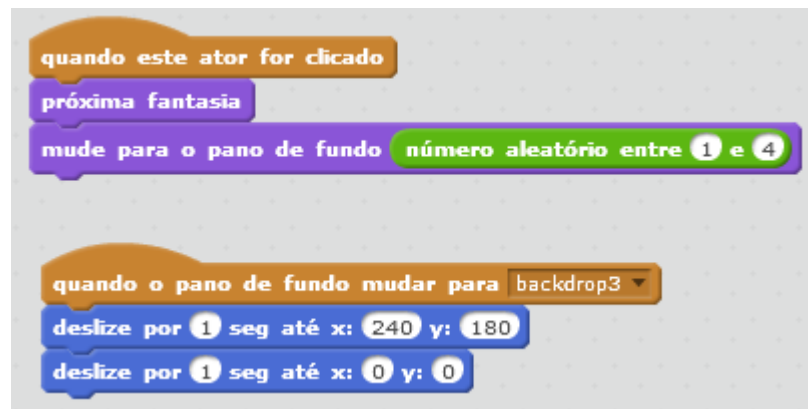 quando este ator for clicado
próxima fantasia
mude para o pano de fundo número aleatório entre 1 e 4
quando o pano de fundo mudar para backdrop3
deslize por 1 seg até x: 240 y: 180
deslize por 1 seg até x: 0 y: 0